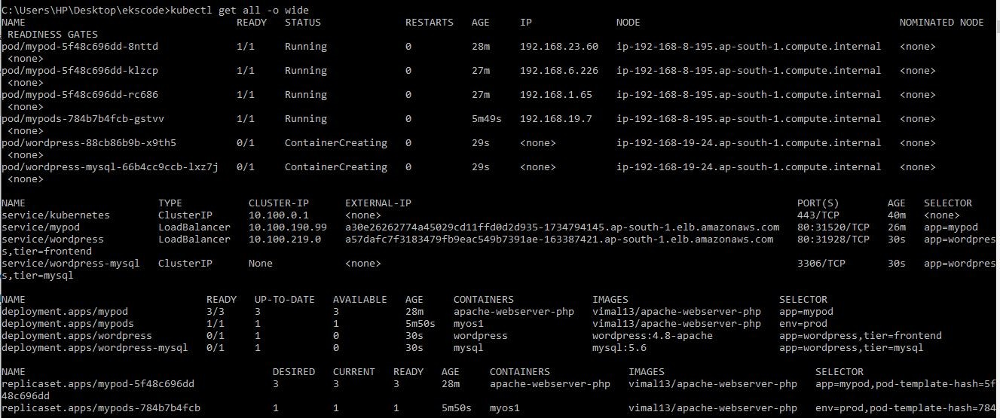 C:\Users\HP\Desktop\ekscode>kubectl get all -o wide
NAME                                   READY   STATUS              RESTARTS   AGE     IP               NODE                                           NOMINATED NODE
 READINESS GATES
pod/mypod-5f48c696dd-8nttd             1/1     Running             0          28m     192.168.23.60    ip-192-168-8-195.ap-south-1.compute.internal   <none>
 <none>
pod/mypod-5f48c696dd-klzcp             1/1     Running             0          27m     192.168.6.226    ip-192-168-8-195.ap-south-1.compute.internal   <none>
 <none>
pod/mypod-5f48c696dd-rc686             1/1     Running             0          27m     192.168.1.65     ip-192-168-8-195.ap-south-1.compute.internal   <none>
 <none>
pod/mypods-784b7b4fcb-gstvv            1/1     Running             0          5m49s   192.168.19.7     ip-192-168-8-195.ap-south-1.compute.internal   <none>
 <none>
pod/wordpress-88cb86b9b-x9th5          0/1     ContainerCreating   0          29s     <none>           ip-192-168-19-24.ap-south-1.compute.internal   <none>
 <none>
pod/wordpress-mysql-66b4cc9ccb-lxz7j   0/1     ContainerCreating   0          29s     <none>           ip-192-168-19-24.ap-south-1.compute.internal   <none>
 <none>
NAME                      TYPE           CLUSTER-IP      EXTERNAL-IP                                                                PORT(S)        AGE   SELECTOR
service/kubernetes        ClusterIP      10.100.0.1      <none>                                                                     443/TCP        40m   <none>
service/mypod             LoadBalancer   10.100.190.99   a30e26262774a45029cd11ffd0d2d935-1734794145.ap-south-1.elb.amazonaws.com   80:31520/TCP   26m   app=mypod
service/wordpress         LoadBalancer   10.100.219.0    a57dafc7f3183479fb9eac549b7391ae-163387421.ap-south-1.elb.amazonaws.com    80:31928/TCP   30s   app=wordpres
s,tier=frontend
service/wordpress-mysql   ClusterIP      None            <none>                                                                     3306/TCP       30s   app=wordpres
s,tier=mysql
NAME                              READY   UP-TO-DATE   AVAILABLE   AGE     CONTAINERS             IMAGES                         SELECTOR
deployment.apps/mypod             3/3     3            3           28m     apache-webserver-php   vimal13/apache-webserver-php   app=mypod
deployment.apps/mypods            1/1     1            1           5m50s   myos1                  vimal13/apache-webserver-php   env=prod
deployment.apps/wordpress         0/1     1            0           30s     wordpress              wordpress:4.8-apache           app=wordpress,tier=frontend
deployment.apps/wordpress-mysql   0/1     1            0           30s     mysql                  mysql:5.6                      app=wordpress,tier=mysql
NAME                                         DESIRED   CURRENT   READY   AGE     CONTAINERS             IMAGES                         SELECTOR
replicaset.apps/mypod-5f48c696dd             3         3         3       28m     apache-webserver-php   vimal13/apache-webserver-php   app=mypod,pod-template-hash=5f
48c696dd
replicaset.apps/mypods-784b7b4fcb            1         1         1       5m50s   myos1                  vimal13/apache-webserver-php   env=prod,pod-template-hash=784